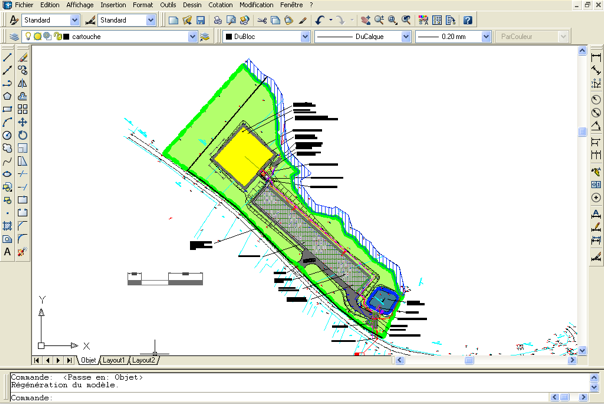 Fichier Edition Affichage Insertion Format Outils Dessin Cotation Modification Fenêtre ?
Standard Standard
cartouche DuBloc DuCalque 0.20 mm ParCouleur
Y
X
Objet Layout1 Layout2
Commande: <Passe en: Objet>
Régénération du modèle.
Commande: